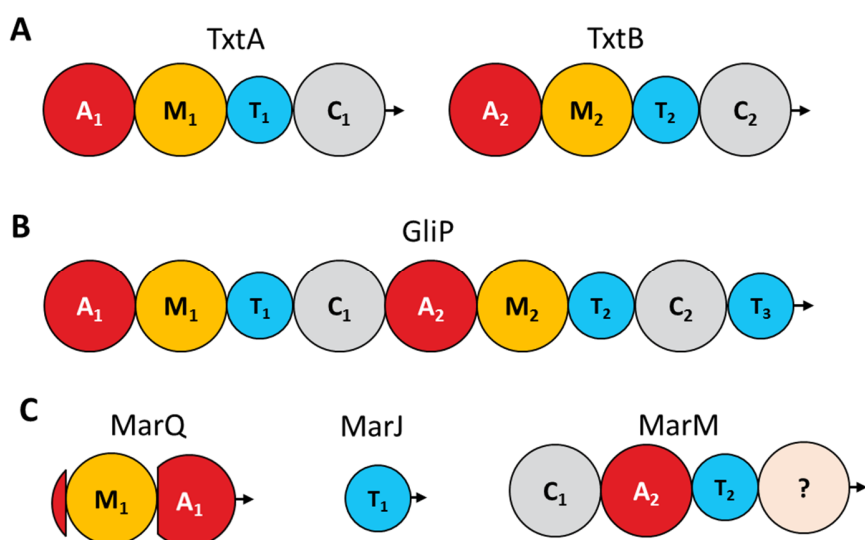 A
TxtA TxtB
A1 M1 T1 C1 A2 M2 T2 C2
B
GliP
A1 M1 T1 C1 A2 M2 T2 C2 T3
C
MarQ MarJ MarM
M1 A1 T1 C1 A2 T2 ?